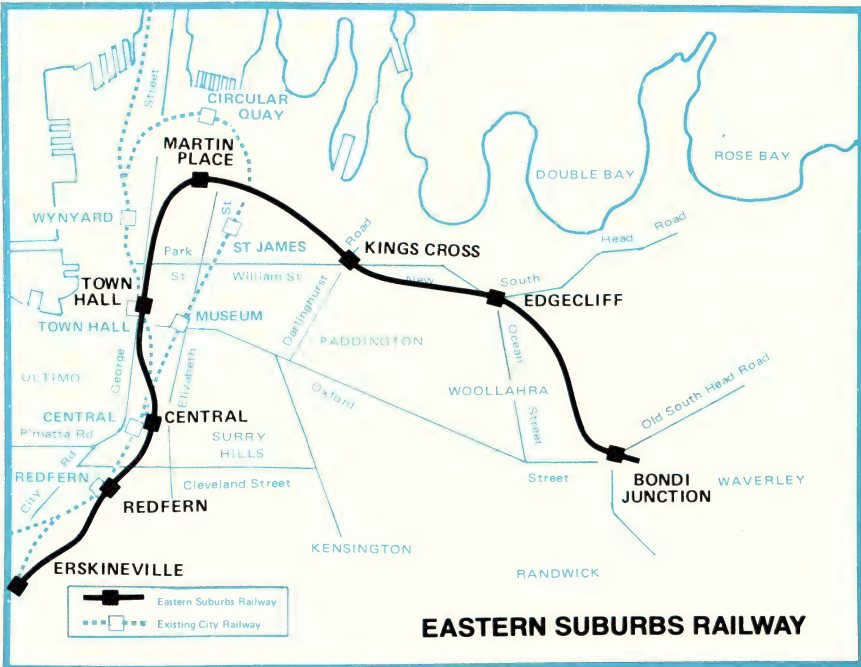 Street
CIRCULAR
QUAY
MARTIN
PLACE
DOUBLE BAY
ROSE BAY
WYNYARD
St
ST JAMES
Road
KINGS CROSS
Head Road
Park
St
William St
New
South
TOWN
HALL
EDGECLIFF
TOWN HALL
MUSEUM
Darlinghurst
PADDINGTON
Ocean
Street
George
Elizabeth
ULTIMO
Oxford
WOOLLAHRA
Old South Head Road
CENTRAL
CENTRAL
P'matta Rd
SURRY
HILLS
REDFERN
City Rd
Cleveland Street
Street
BONDI
JUNCTION
WAVERLEY
REDFERN
KENSINGTON
ERSKINEVILLE
RANDWICK
Eastern Suburbs Railway
Existing City Railway
EASTERN SUBURBS RAILWAY